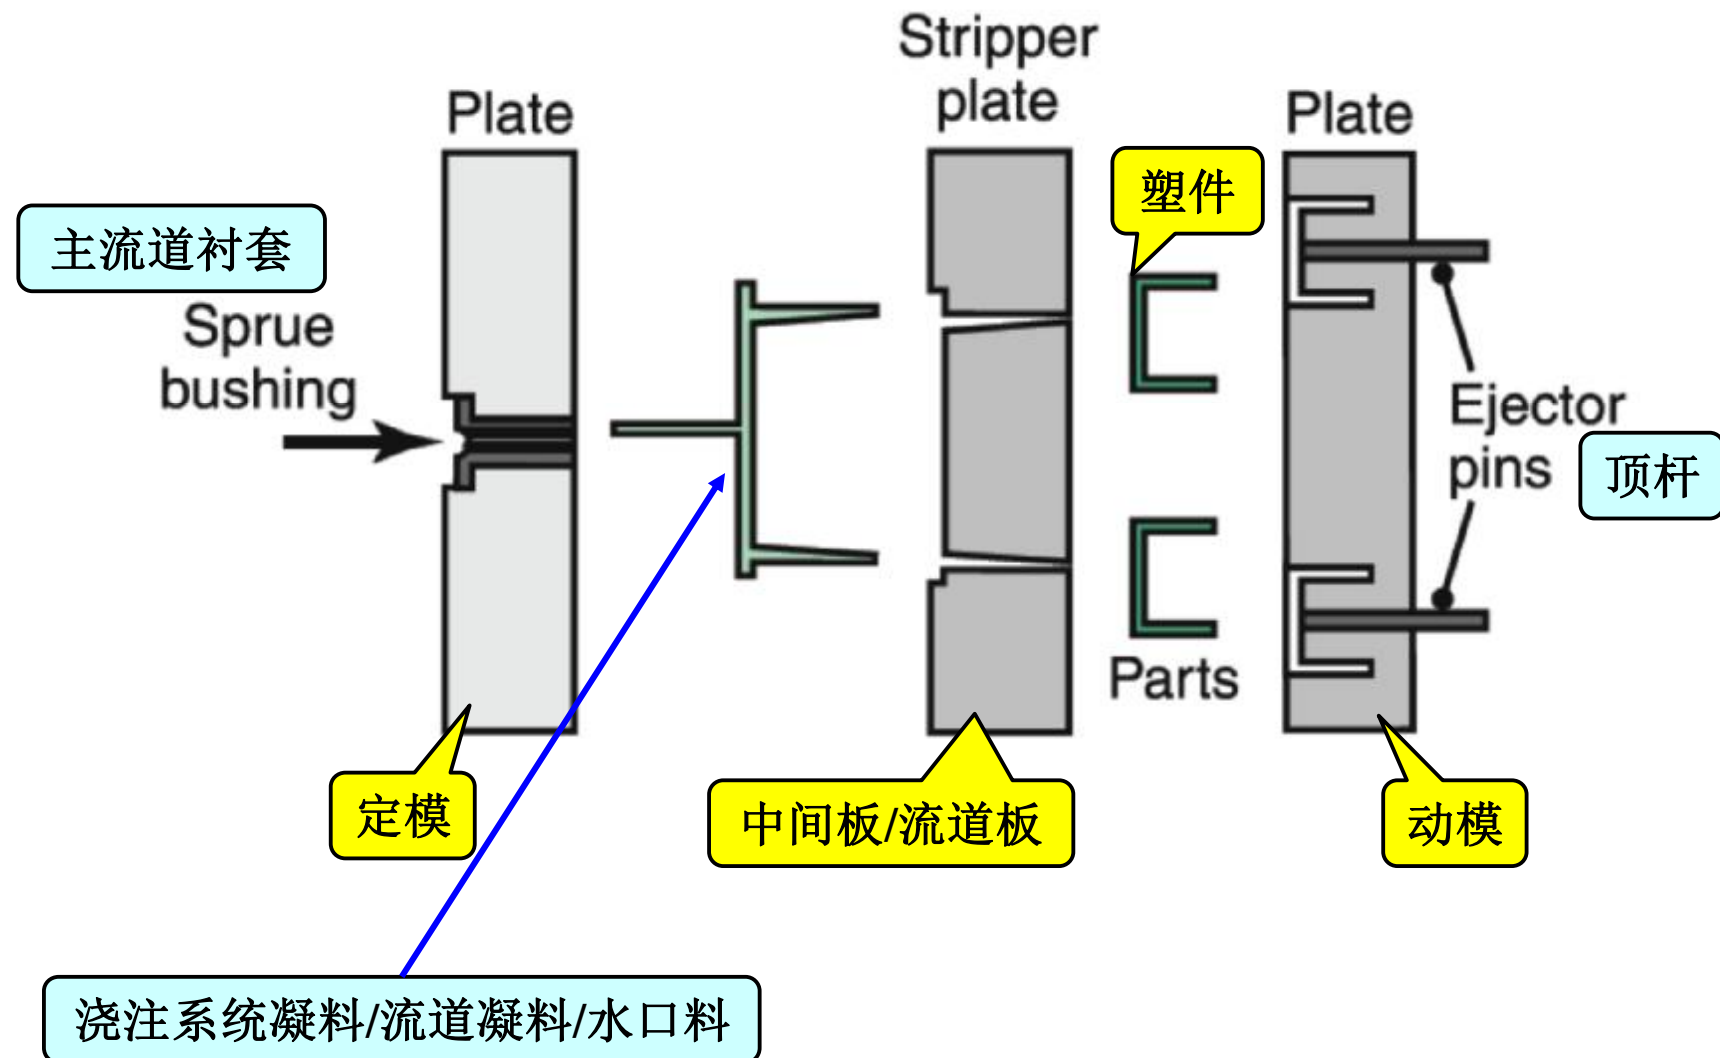 Stripper
plate
Plate
Plate
塑件
主流道衬套
Sprue
bushing
Ejector
pins
顶杆
Parts
定模
中间板/流道板
动模
浇注系统凝料/流道凝料/水口料